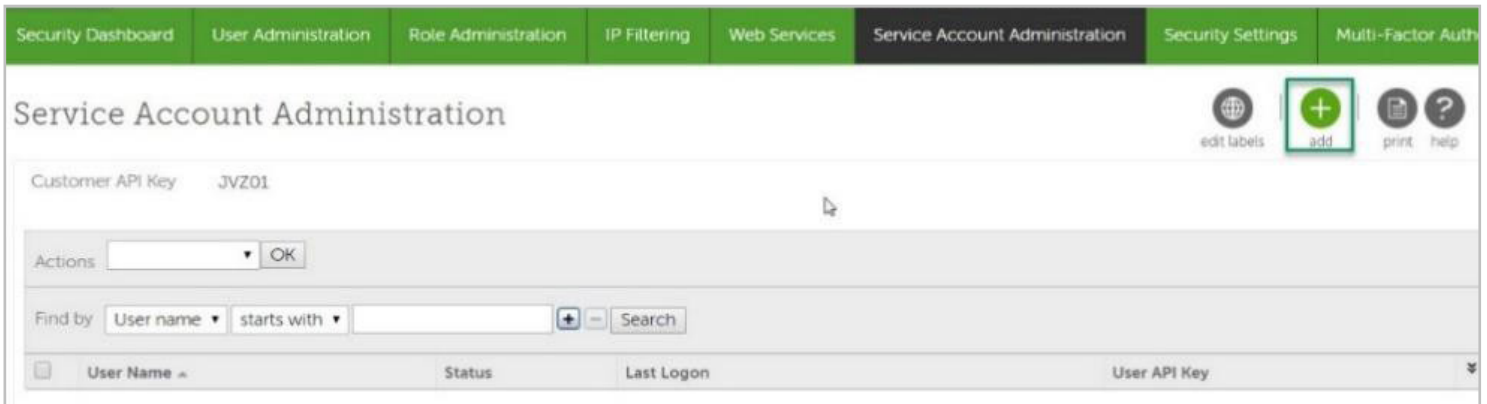 Security Dashboard User Administration Role Administration IP Filtering Web Services Service Account Administration Security Settings Multi-Factor Auth
Service Account Administration
edit labels add print help
Customer API Key JVZ01
Actions OK
Find by User name starts with + - Search
User Name Status Last Logon User API Key